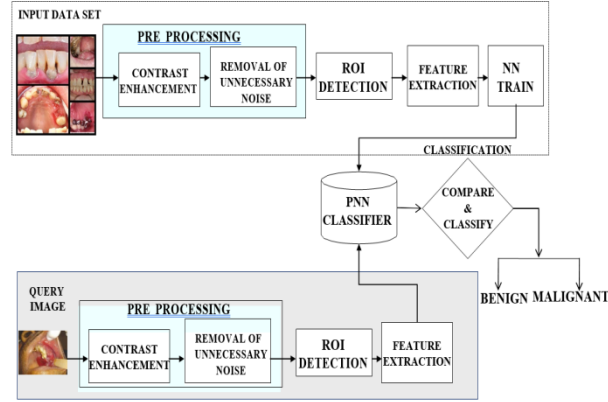 INPUT DATA SET
PRE PROCESSING
CONTRAST
ENHANCEMENT
REMOVAL OF
UNNECESSARY
NOISE
ROI
DETECTION
FEATURE
EXTRACTION
NN
TRAIN
CLASSIFICATION
PNN
CLASSIFIER
COMPARE
&
CLASSIFY
BENIGN MALIGNANT
QUERY
IMAGE
PRE PROCESSING
CONTRAST
ENHANCEMENT
REMOVAL OF
UNNECESSARY
NOISE
ROI
DETECTION
FEATURE
EXTRACTION